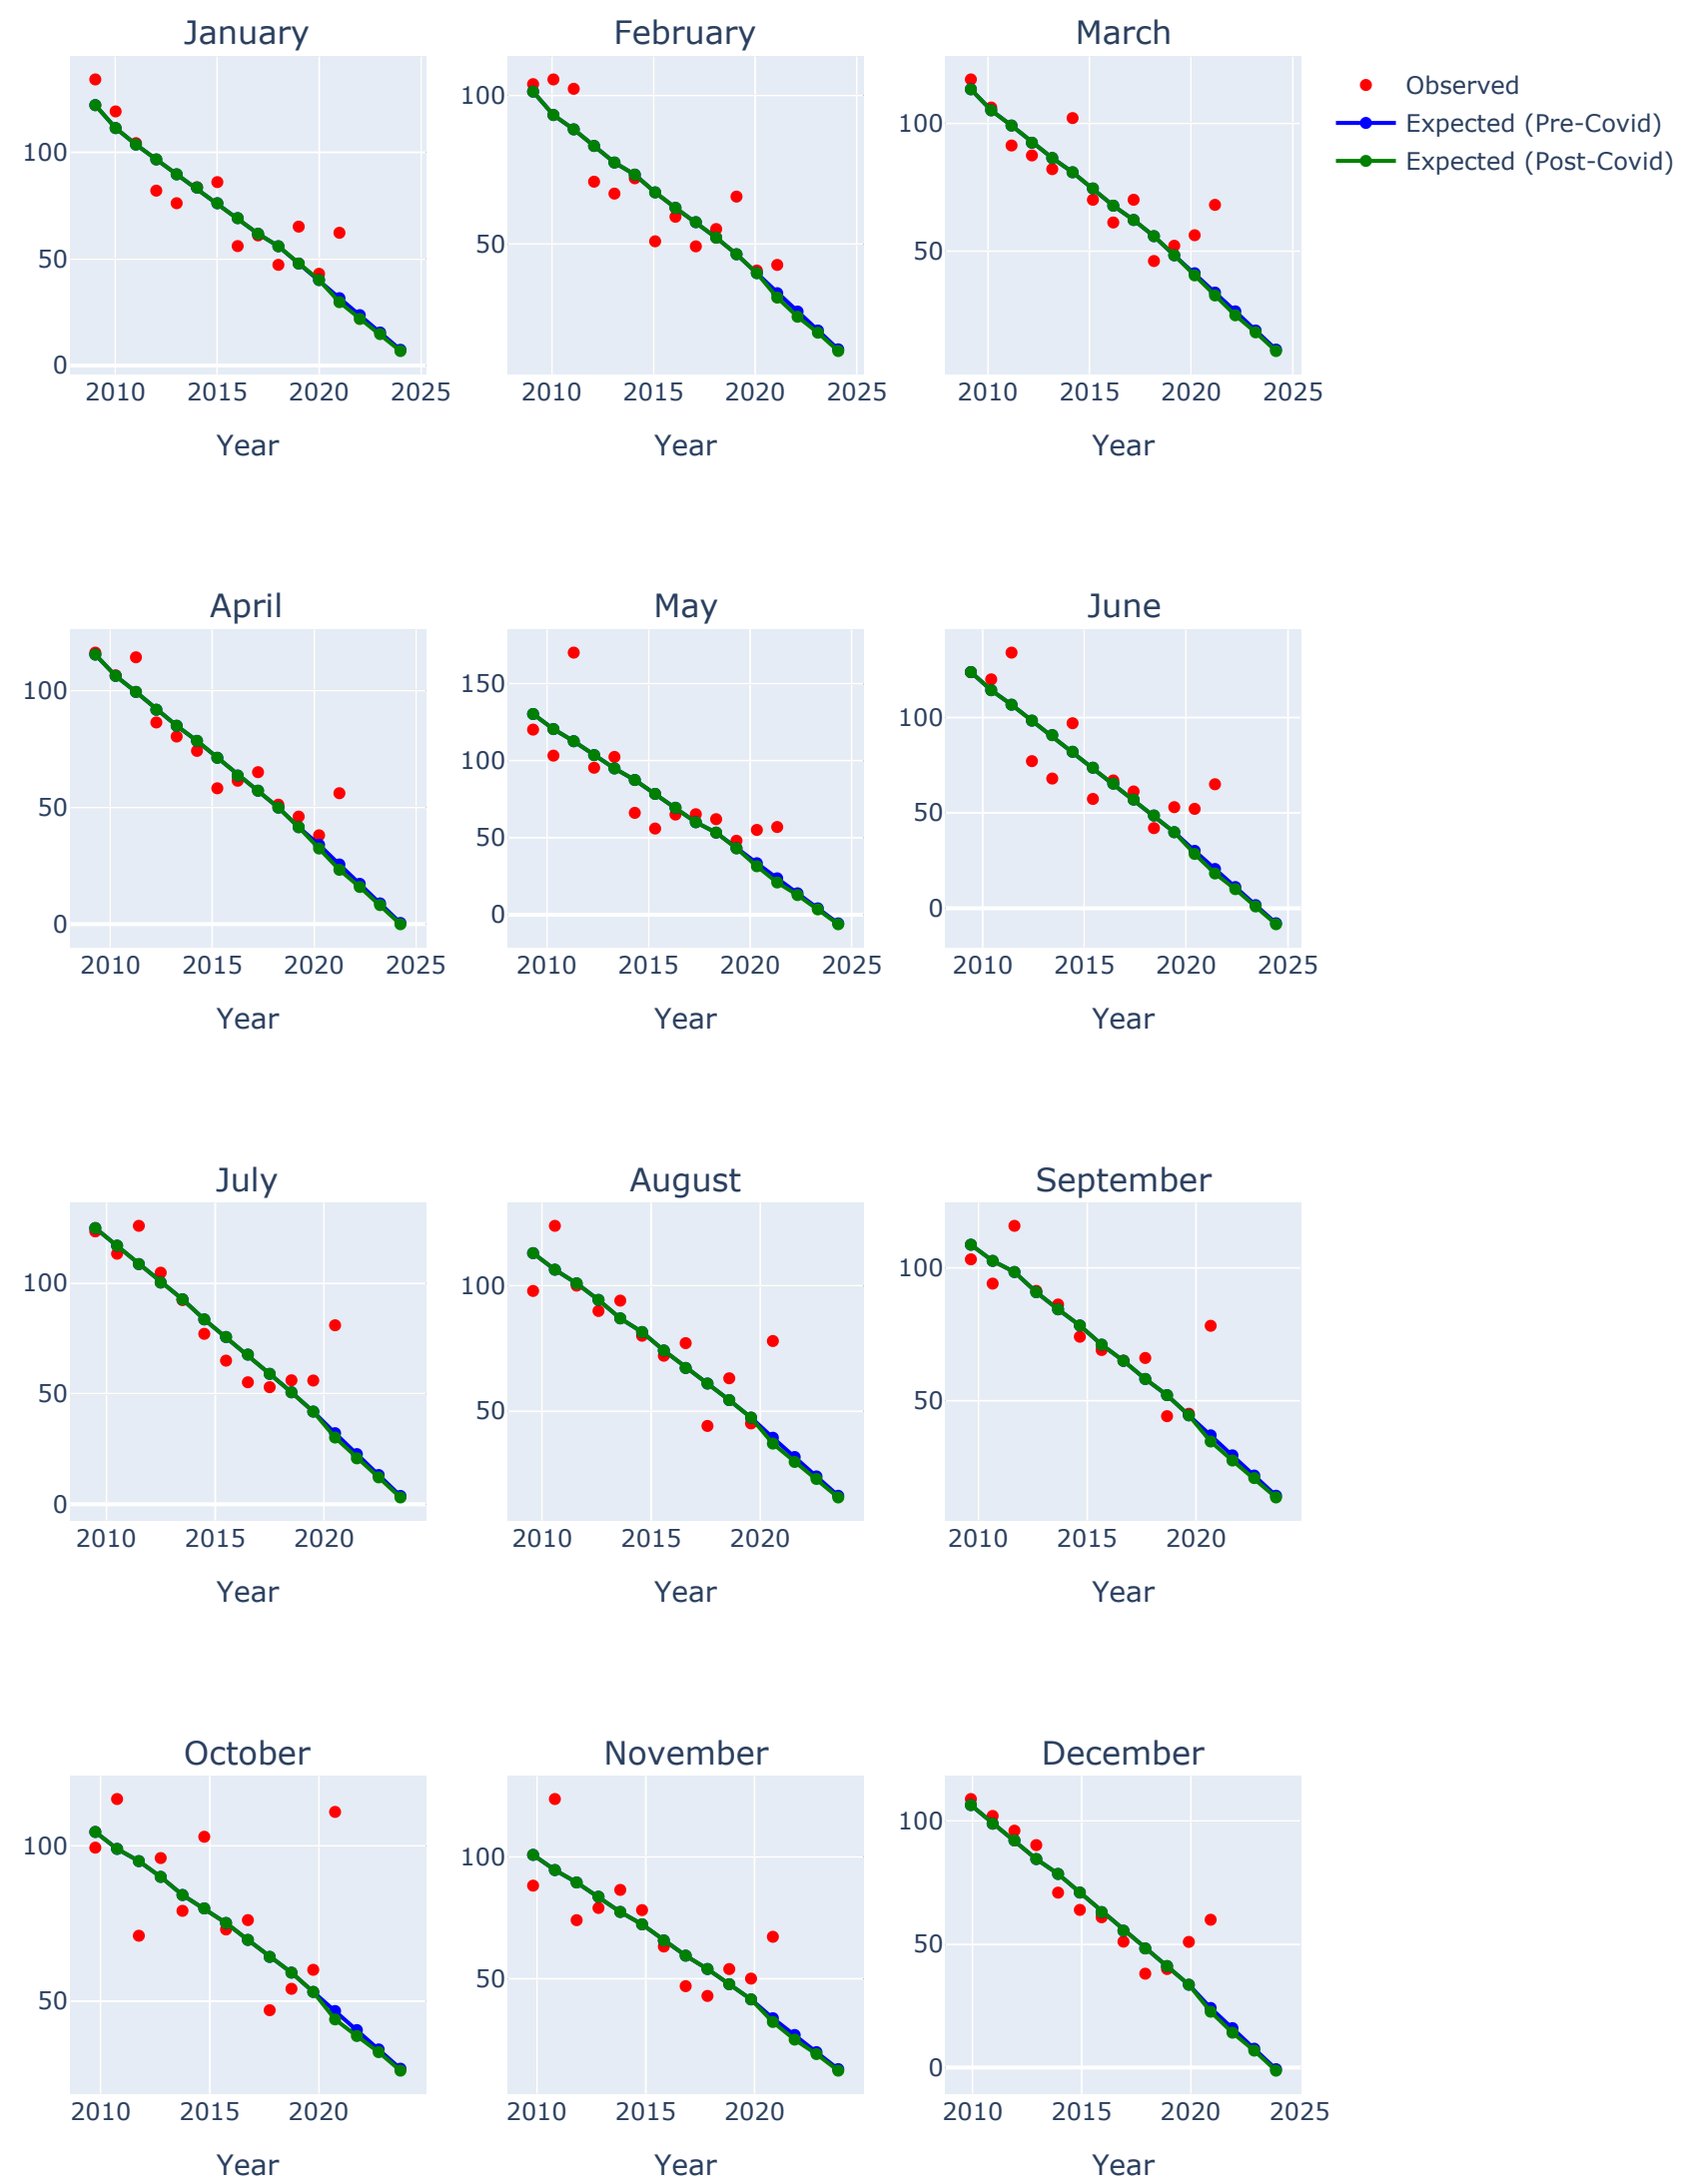 January February March
Observed
Expected (Pre-Covid)
Expected (Post-Covid)
100
50
0
100
50
100
50
2010 2015 2020 2025 2010 2015 2020 2025 2010 2015 2020 2025
Year Year Year
April May June
100
50
0
150
100
50
0
100
50
0
2010 2015 2020 2025 2010 2015 2020 2025 2010 2015 2020 2025
Year Year Year
July August September
100
50
0
100
50
100
50
2010 2015 2020 2010 2015 2020 2010 2015 2020
Year Year Year
October November December
100
50
100
50
100
50
0
2010 2015 2020 2010 2015 2020 2010 2015 2020 2025
Year Year Year